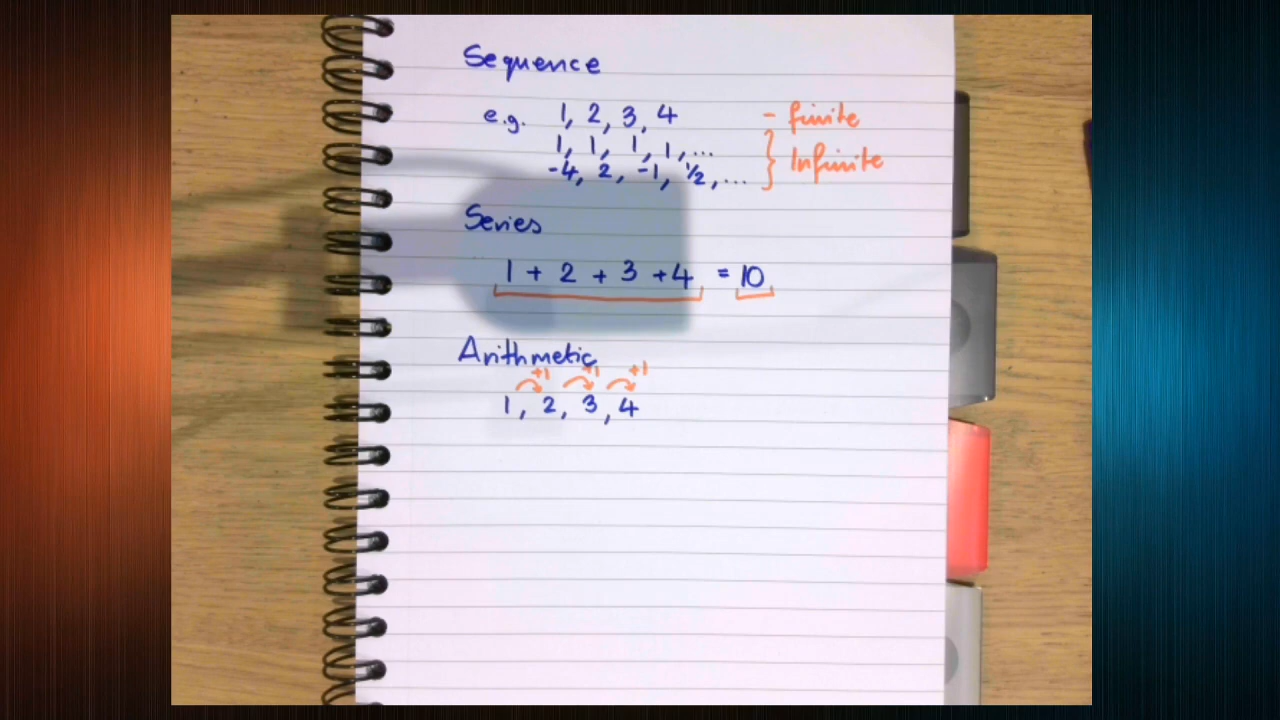 Sequence
e.g. 1, 2, 3, 4 - finite
1, 1, 1, 1, ...
} Infinite
-4, 2, -1, 1/2, ...
Series
1 + 2 + 3 + 4 = 10
Arithmetic
+1 +1 +1
1, 2, 3, 4